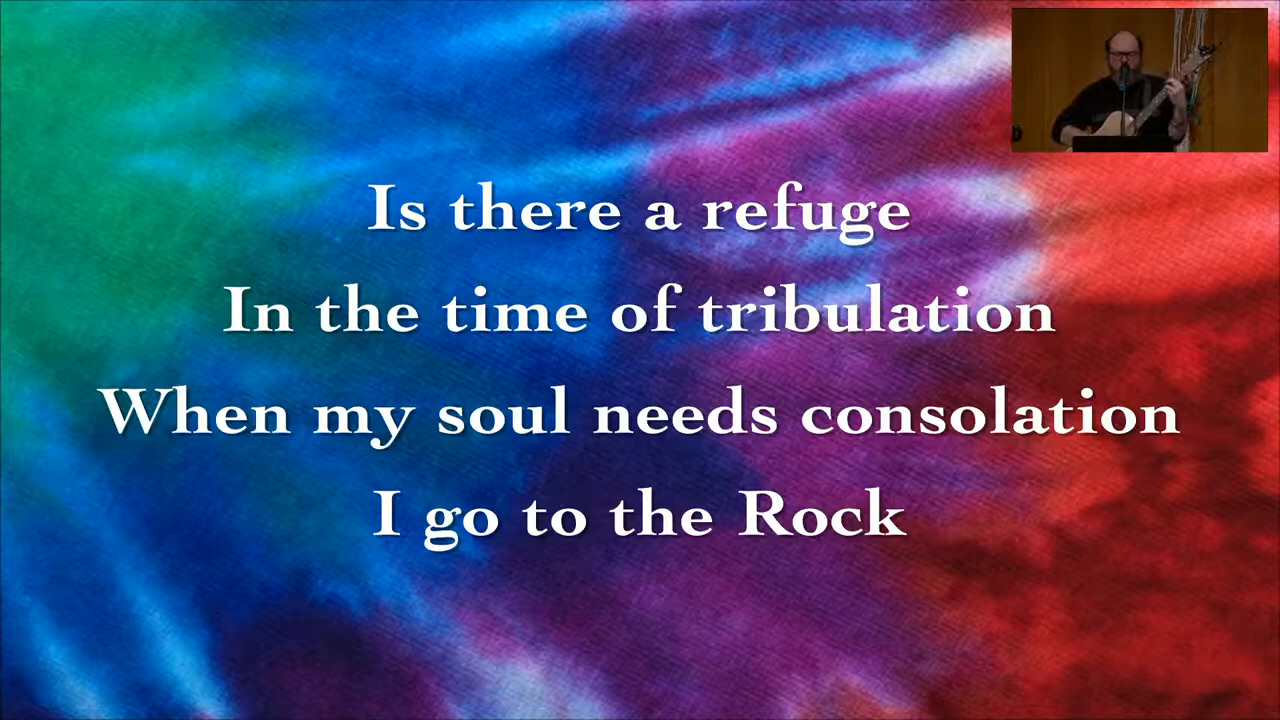 Is there a refuge
In the time of tribulation
When my soul needs consolation
I go to the Rock